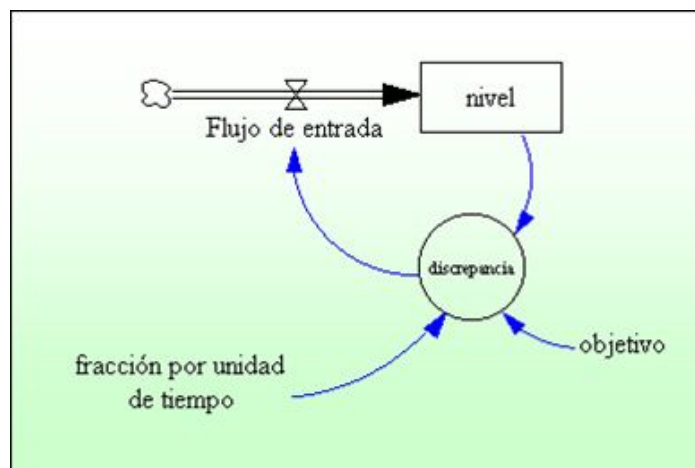 nivel
Flujo de entrada
discrepancia
objetivo
fracción por unidad
de tiempo